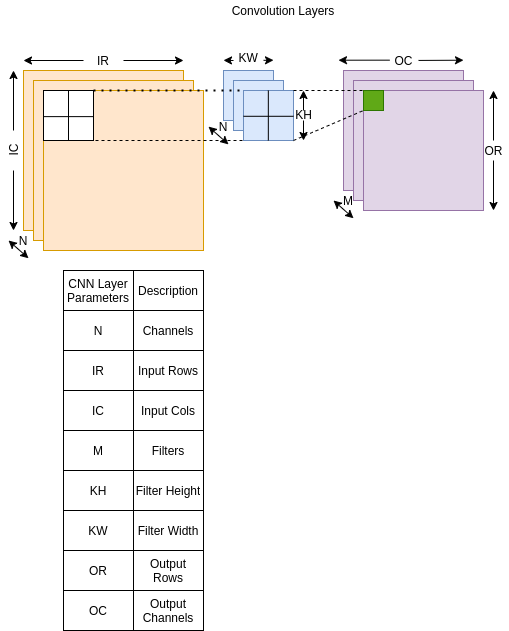 Convolution Layers
IR
KW
OC
IC
N
N
KH
M
OR
CNN Layer
Parameters
Description
N
Channels
IR
Input Rows
IC
Input Cols
M
Filters
KH
Filter Height
KW
Filter Width
OR
Output
Rows
OC
Output
Channels